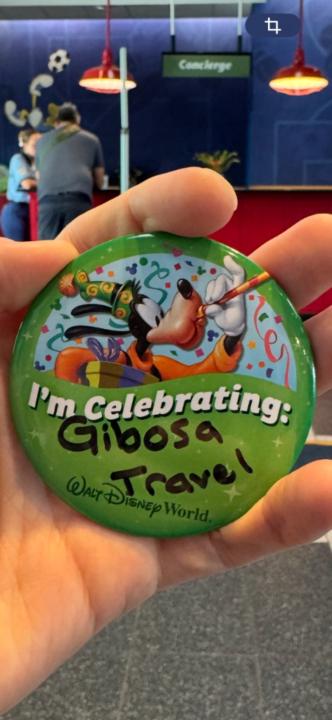 Concierge
I'm Celebrating:
Gibosa
Travel
Walt Disney World.